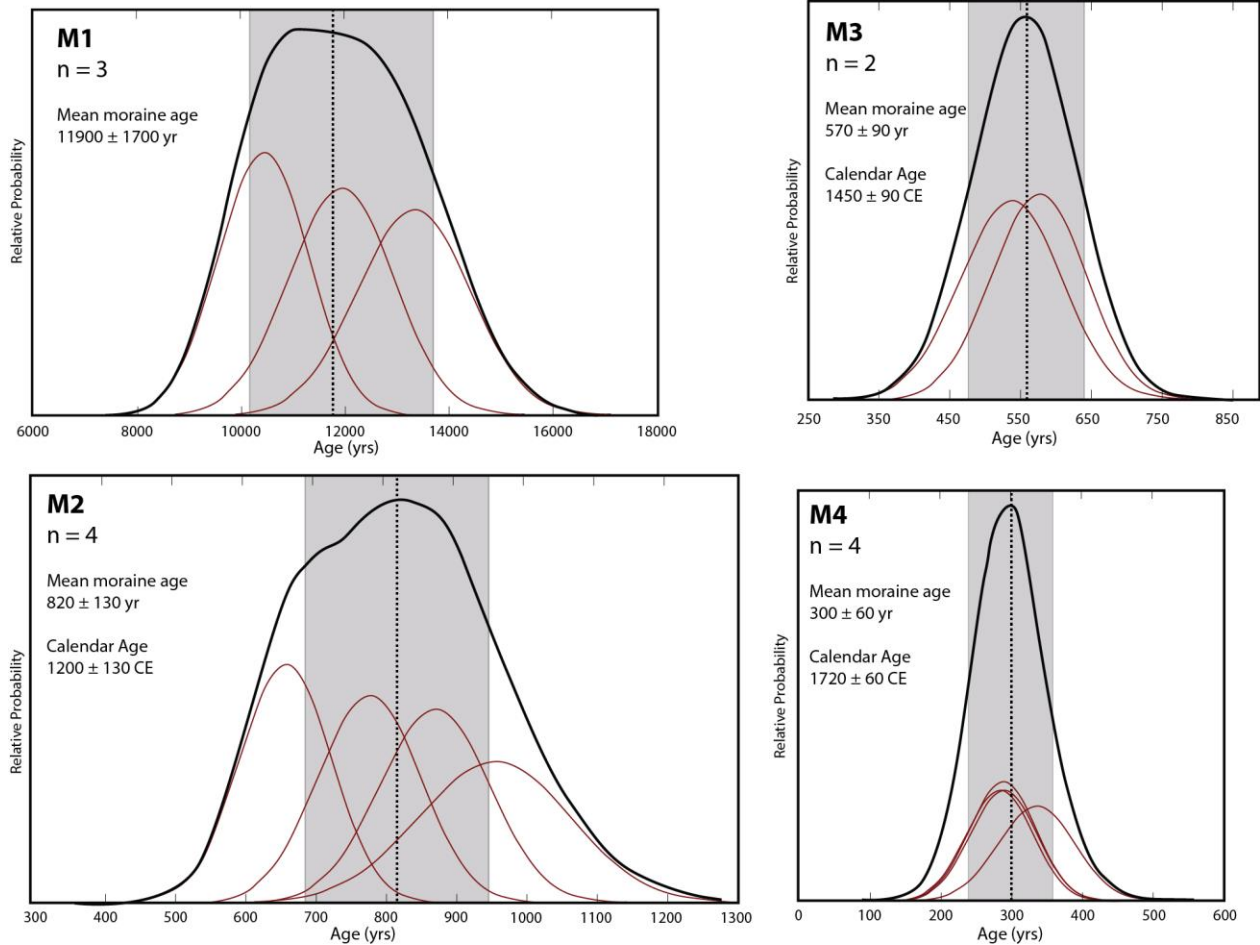 M1
n = 3
Mean moraine age
11900 ± 1700 yr
Relative Probability
6000 8000 10000 12000 14000 16000 18000
Age (yrs)
M3
n = 2
Mean moraine age
570 ± 90 yr
Calendar Age
1450 ± 90 CE
Relative Probability
250 350 450 550 650 750 850
Age (yrs)
M2
n = 4
Mean moraine age
820 ± 130 yr
Calendar Age
1200 ± 130 CE
Relative Probability
300 400 500 600 700 800 900 1000 1100 1200 1300
Age (yrs)
M4
n = 4
Mean moraine age
300 ± 60 yr
Calendar Age
1720 ± 60 CE
Relative Probability
0 100 200 300 400 500 600
Age (yrs)